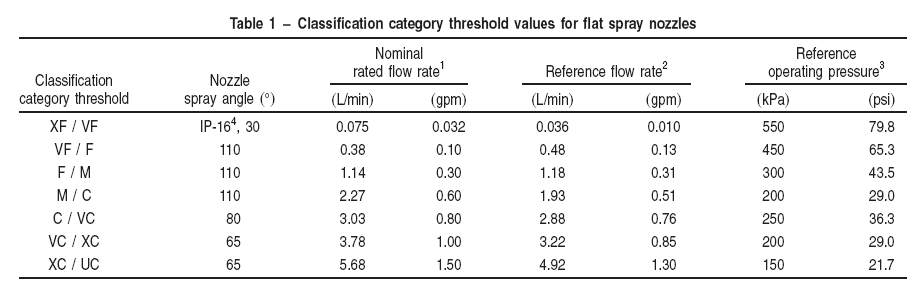 Table 1 – Classification category threshold values for flat spray nozzles
Classification category threshold Nozzle spray angle (°) Nominal rated flow rate1 Reference flow rate2 Reference operating pressure3
(L/min) (gpm) (L/min) (gpm) (kPa) (psi)
XF / VF IP-164, 30 0.075 0.032 0.036 0.010 550 79.8
VF / F 110 0.38 0.10 0.48 0.13 450 65.3
F / M 110 1.14 0.30 1.18 0.31 300 43.5
M / C 110 2.27 0.60 1.93 0.51 200 29.0
C / VC 80 3.03 0.80 2.88 0.76 250 36.3
VC / XC 65 3.78 1.00 3.22 0.85 200 29.0
XC / UC 65 5.68 1.50 4.92 1.30 150 21.7